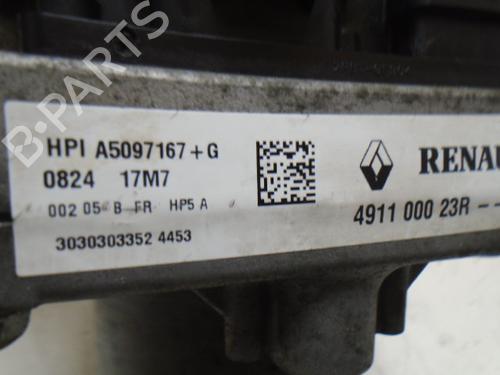 B-Parts
HPI A5097167+G
0824 17M7
002 05 B FR HP5 A
3030303352 4453
RENAU
4911 000 23R --